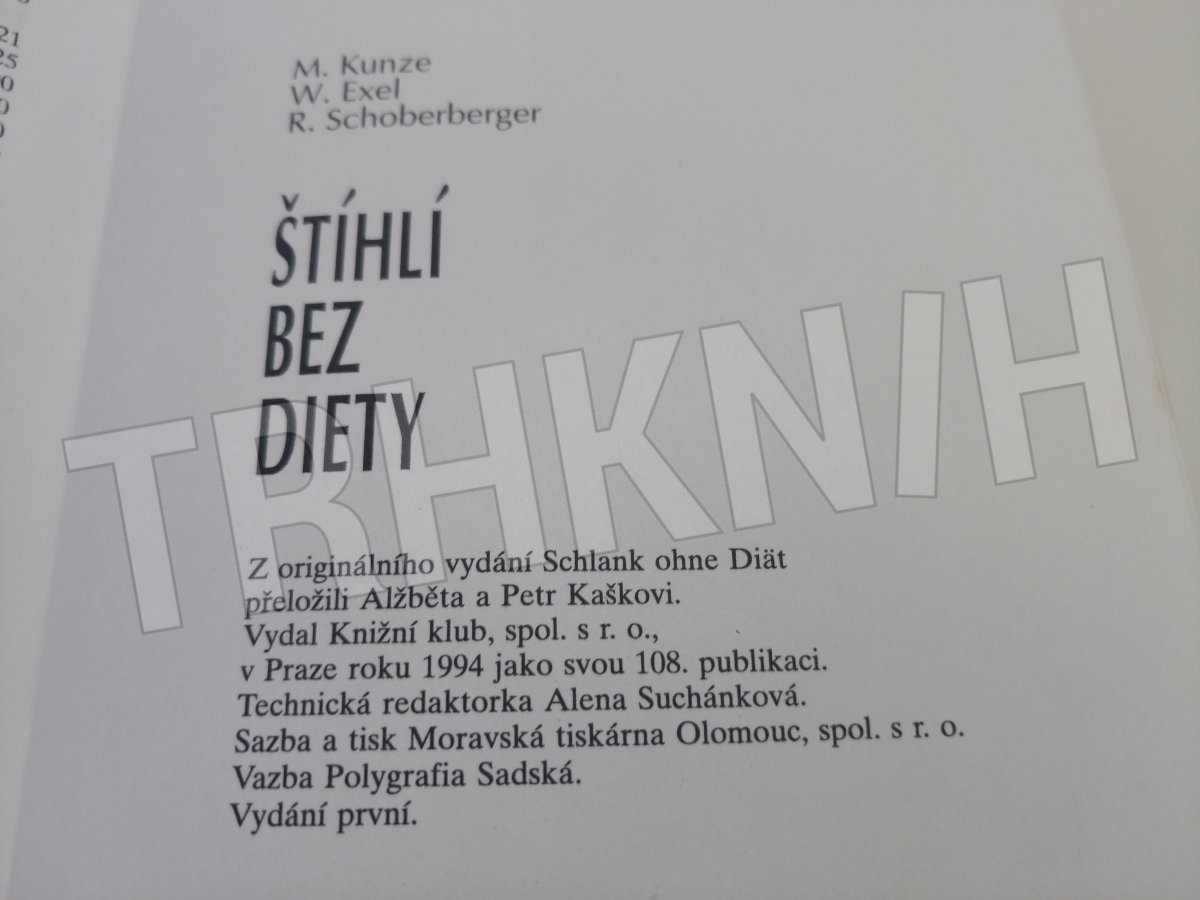 21
25
M. Kunze
W. Exel
R. Schoberberger
ŠTÍHLÍ
BEZ
DIETY
TRHKNIH
Z originálního vydání Schlank ohne Diät
přeložili Alžběta a Petr Kaškovi.
Vydal Knižní klub, spol. s r. o.,
v Praze roku 1994 jako svou 108. publikaci.
Technická redaktorka Alena Suchánková.
Sazba a tisk Moravská tiskárna Olomouc, spol. s r. o.
Vazba Polygrafia Sadská.
Vydání první.